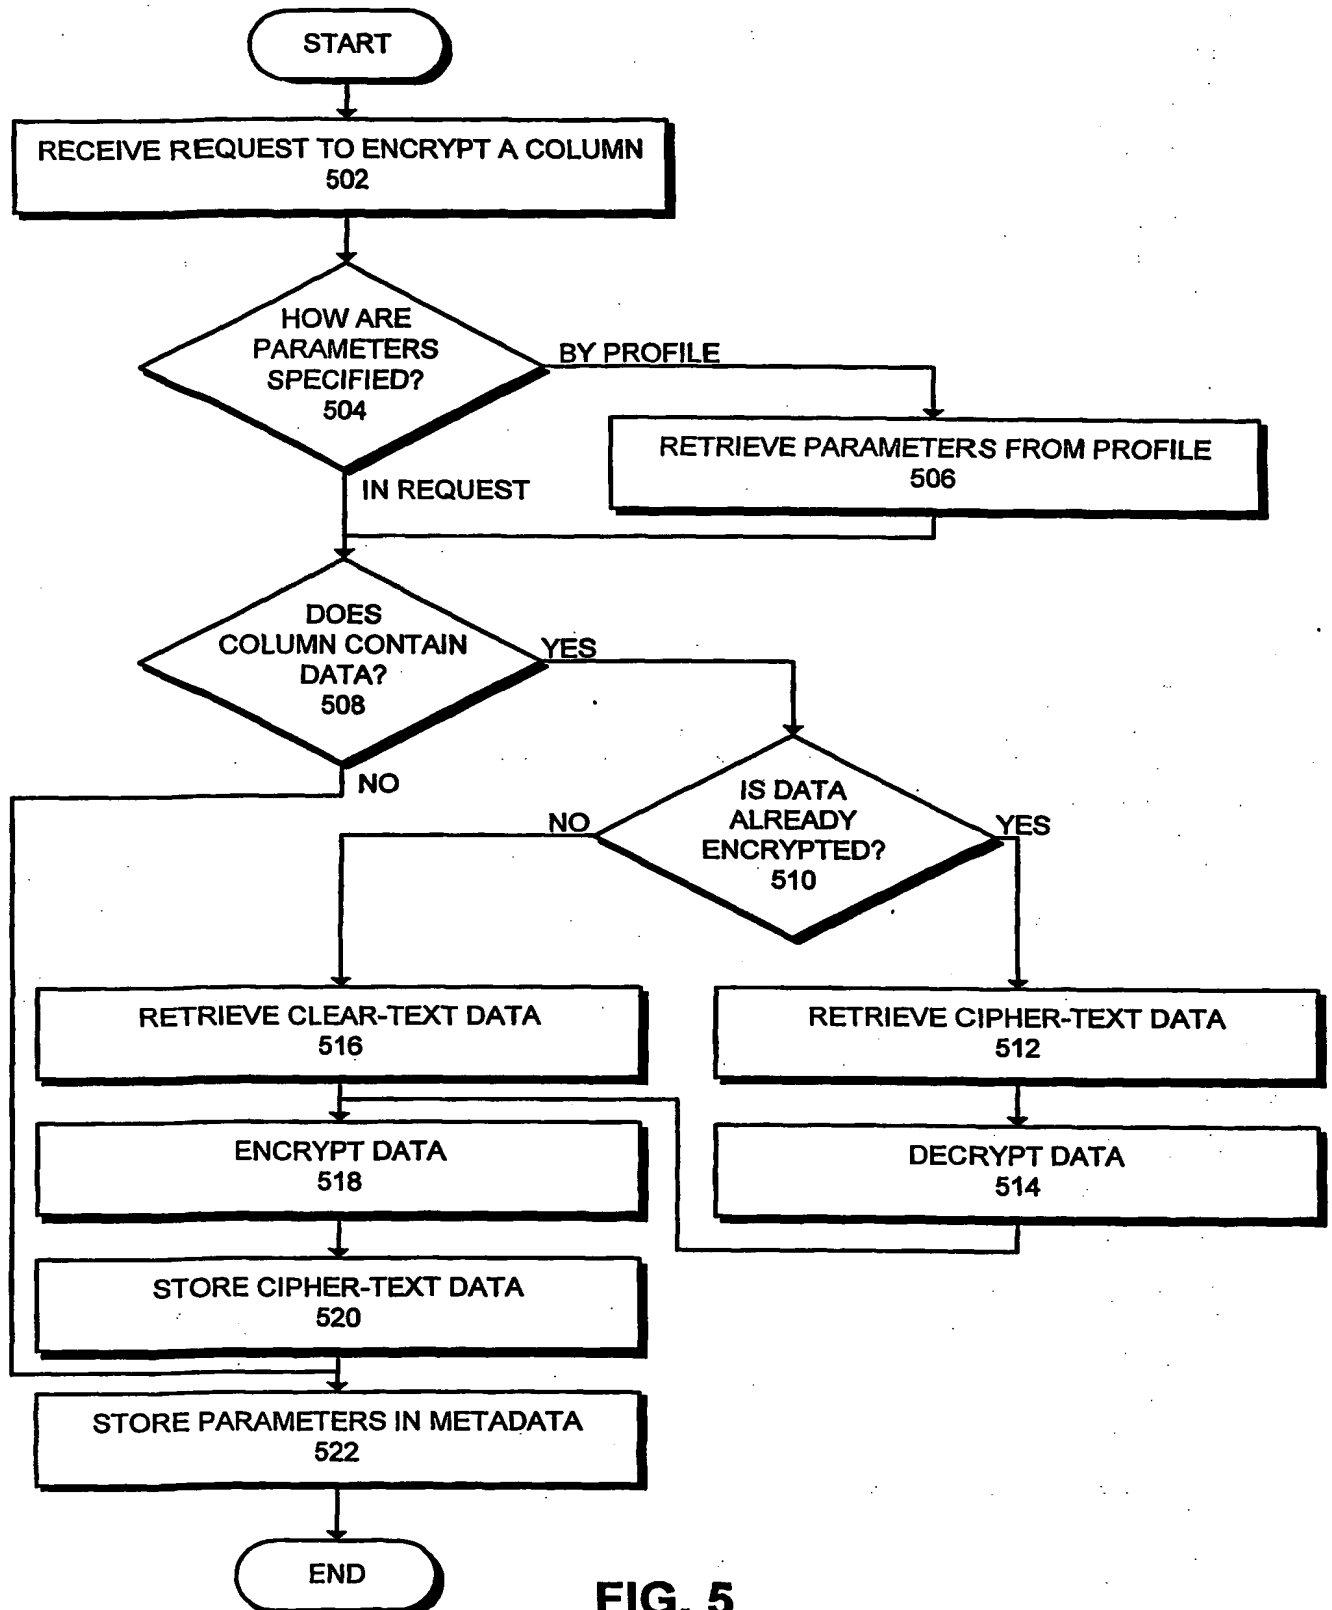 START
RECEIVE REQUEST TO ENCRYPT A COLUMN
502
HOW ARE
PARAMETERS
SPECIFIED?
504
BY PROFILE
RETRIEVE PARAMETERS FROM PROFILE
506
IN REQUEST
DOES
COLUMN CONTAIN
DATA?
508
YES
NO
IS DATA
ALREADY
ENCRYPTED?
510
NO
YES
RETRIEVE CLEAR-TEXT DATA
516
RETRIEVE CIPHER-TEXT DATA
512
ENCRYPT DATA
518
DECRYPT DATA
514
STORE CIPHER-TEXT DATA
520
STORE PARAMETERS IN METADATA
522
END
FIG. 5